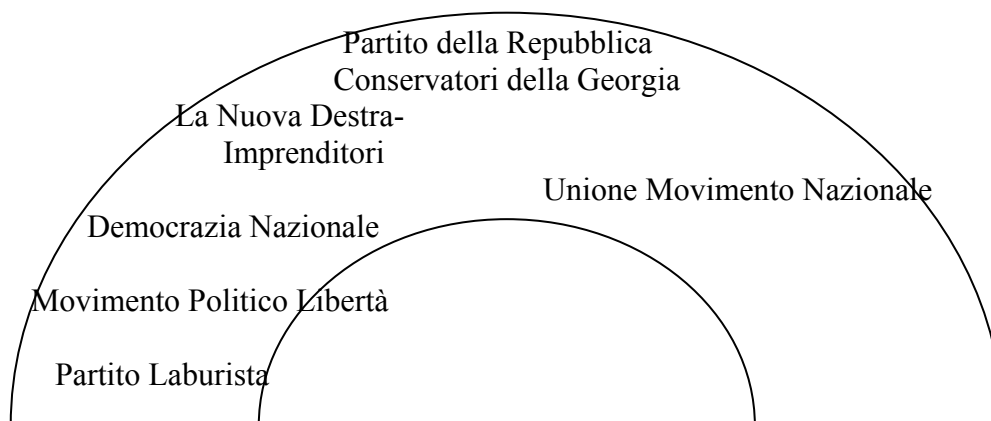 Partito della Repubblica
Conservatori della Georgia
La Nuova Destra-
Imprenditori
Unione Movimento Nazionale
Democrazia Nazionale
Movimento Politico Libertà
Partito Laburista